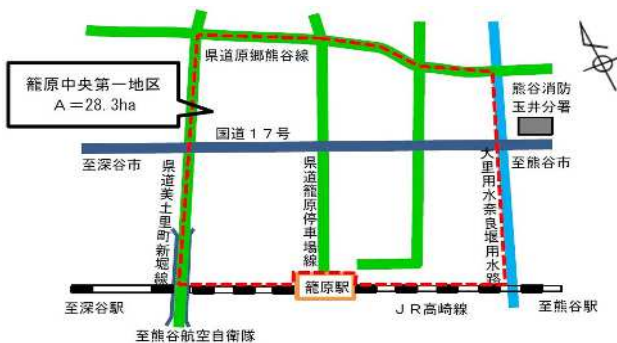 県道原郷熊谷線
籠原中央第一地区
A＝28.3ha
熊谷消防
玉井分署
国道17号
至深谷市
至熊谷市
県道美土里町新堀線
県道籠原停車場線
大里用水奈良堰用水路
籠原駅
至深谷駅
JR高崎線
至熊谷駅
至熊谷航空自衛隊